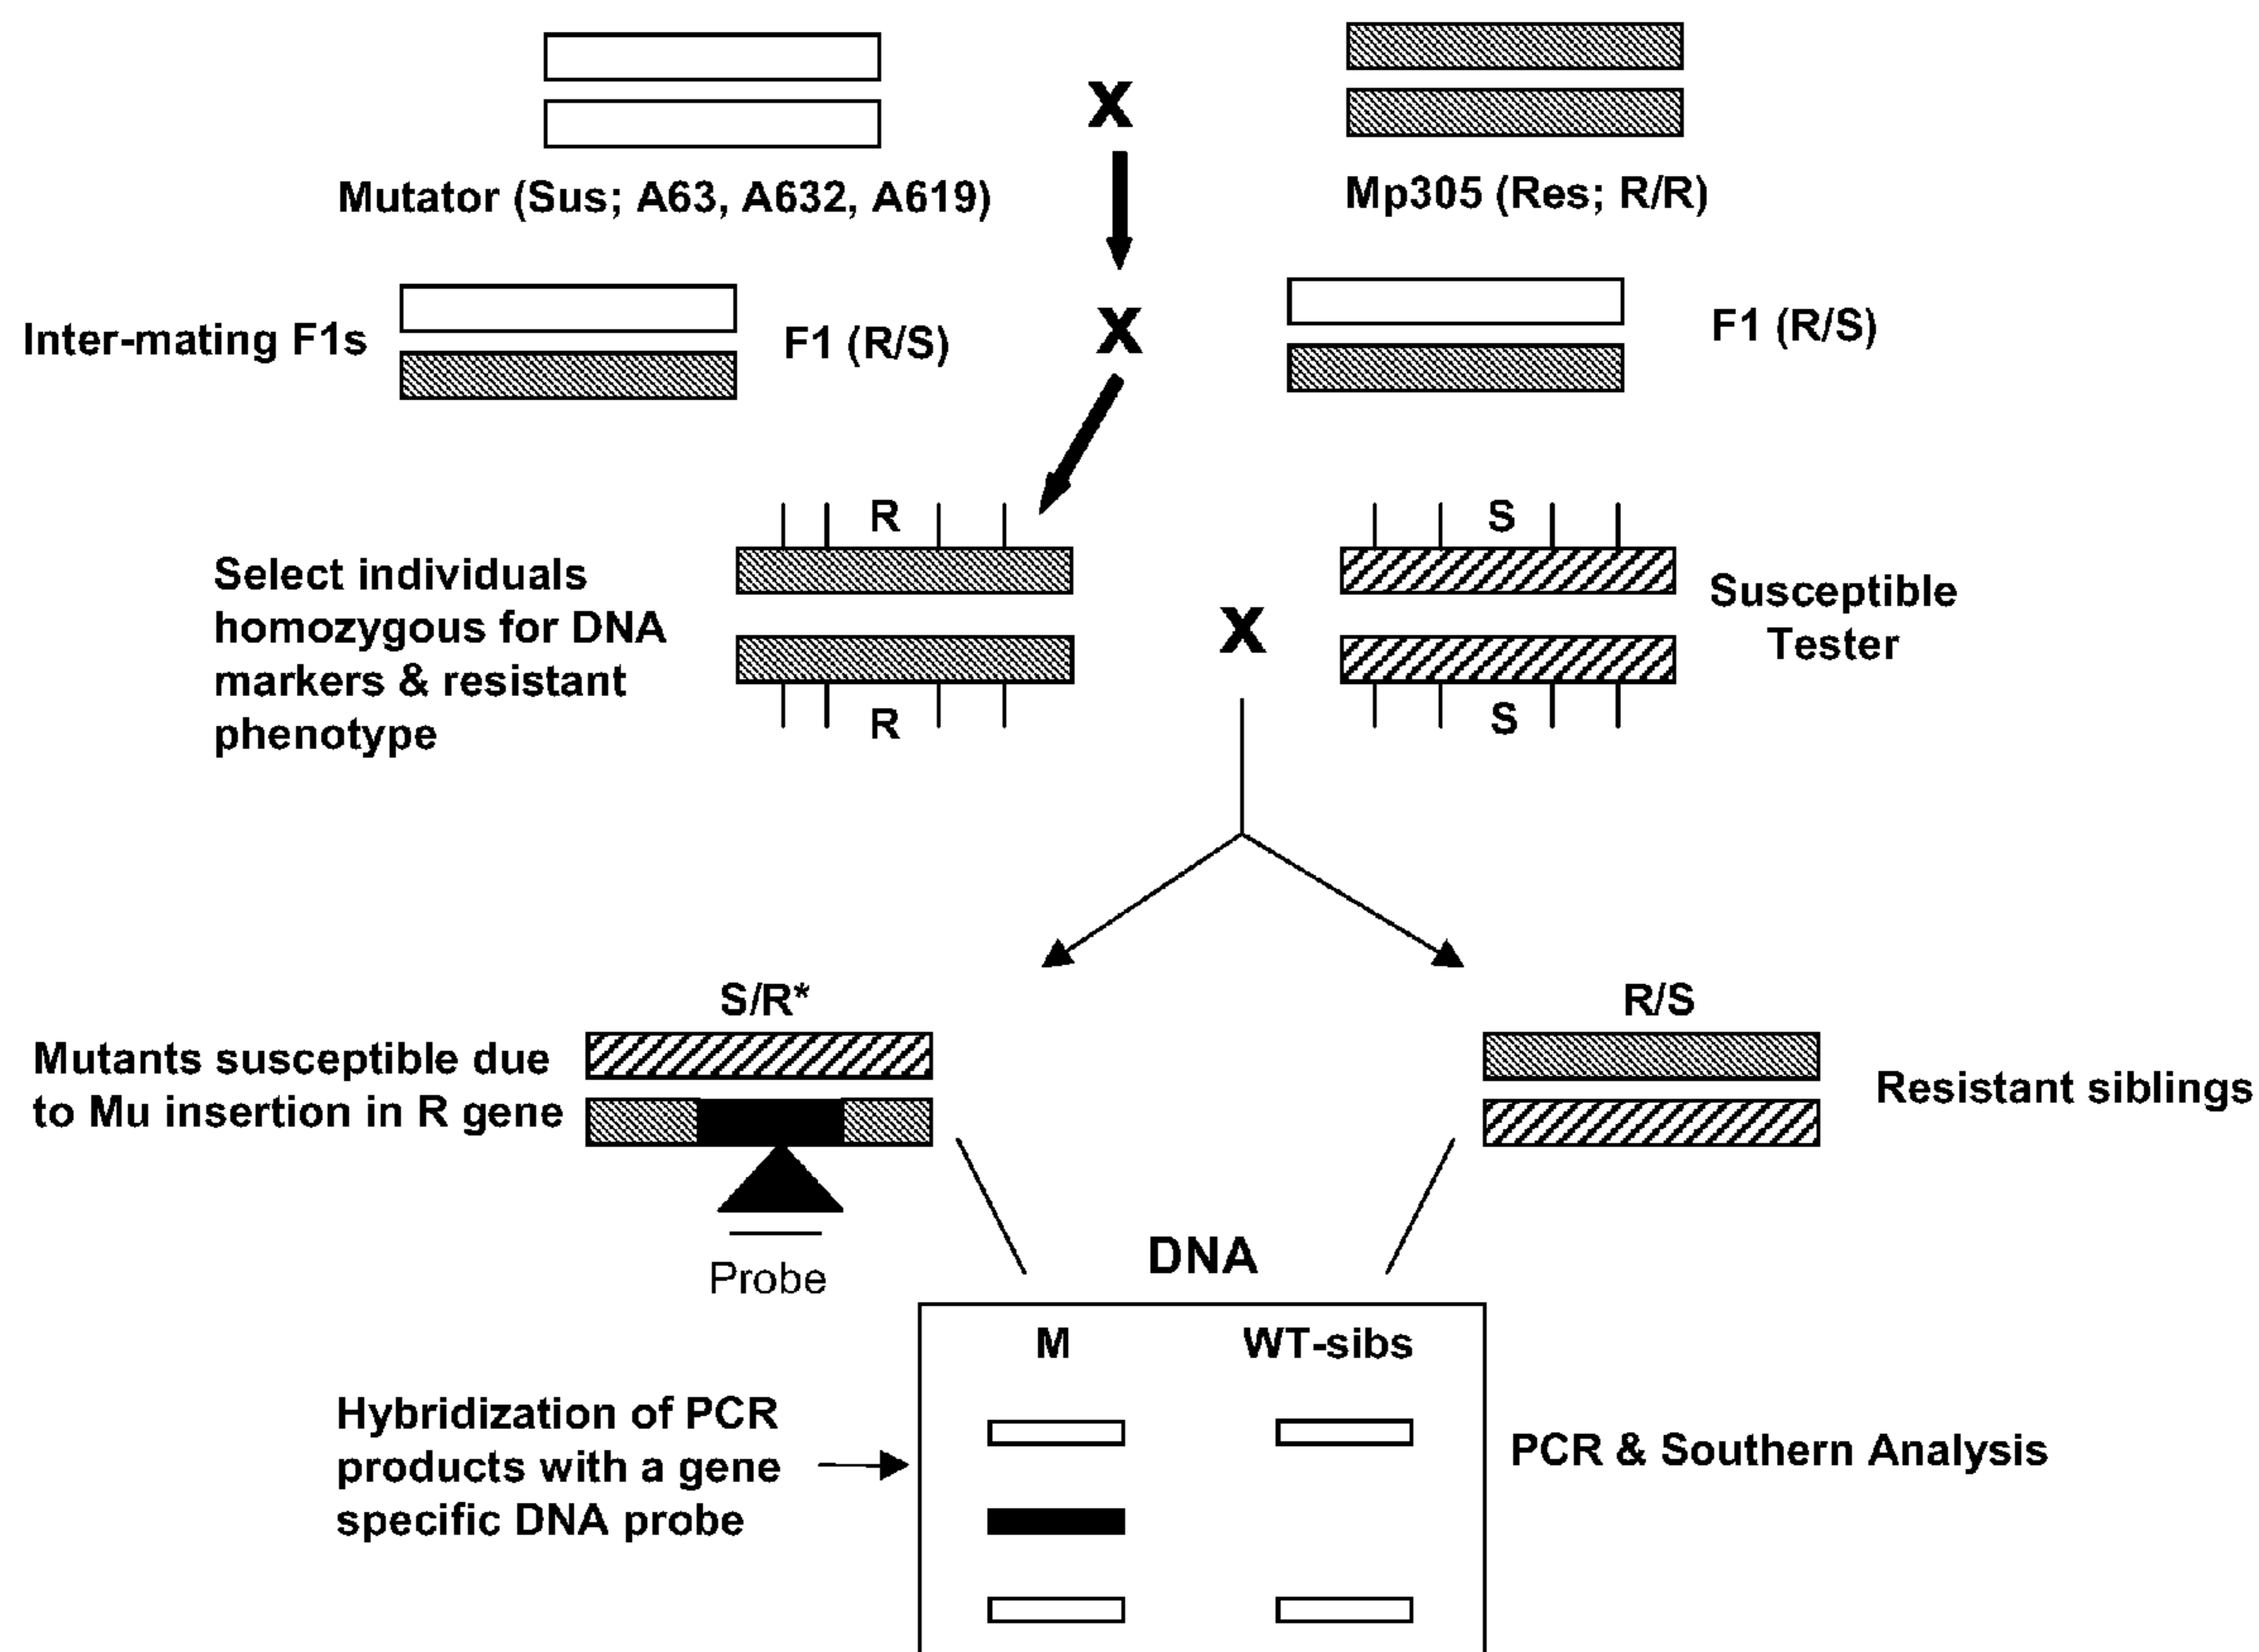 X
Mutator (Sus; A63, A632, A619)
Mp305 (Res; R/R)
Inter-mating F1s
F1 (R/S)
X
F1 (R/S)
R
S
Select individuals
homozygous for DNA
markers & resistant
phenotype
X
Susceptible
Tester
R
S
S/R*
R/S
Mutants susceptible due
to Mu insertion in R gene
Resistant siblings
Probe
DNA
M
WT-sibs
Hybridization of PCR
products with a gene
specific DNA probe
PCR & Southern Analysis